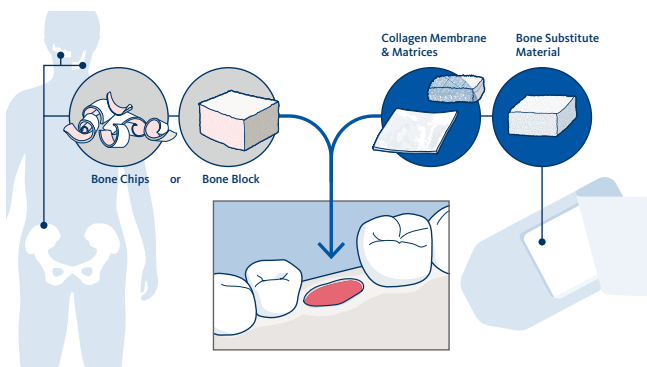 Collagen Membrane
& Matrices
Bone Substitute
Material
Bone Chips or Bone Block